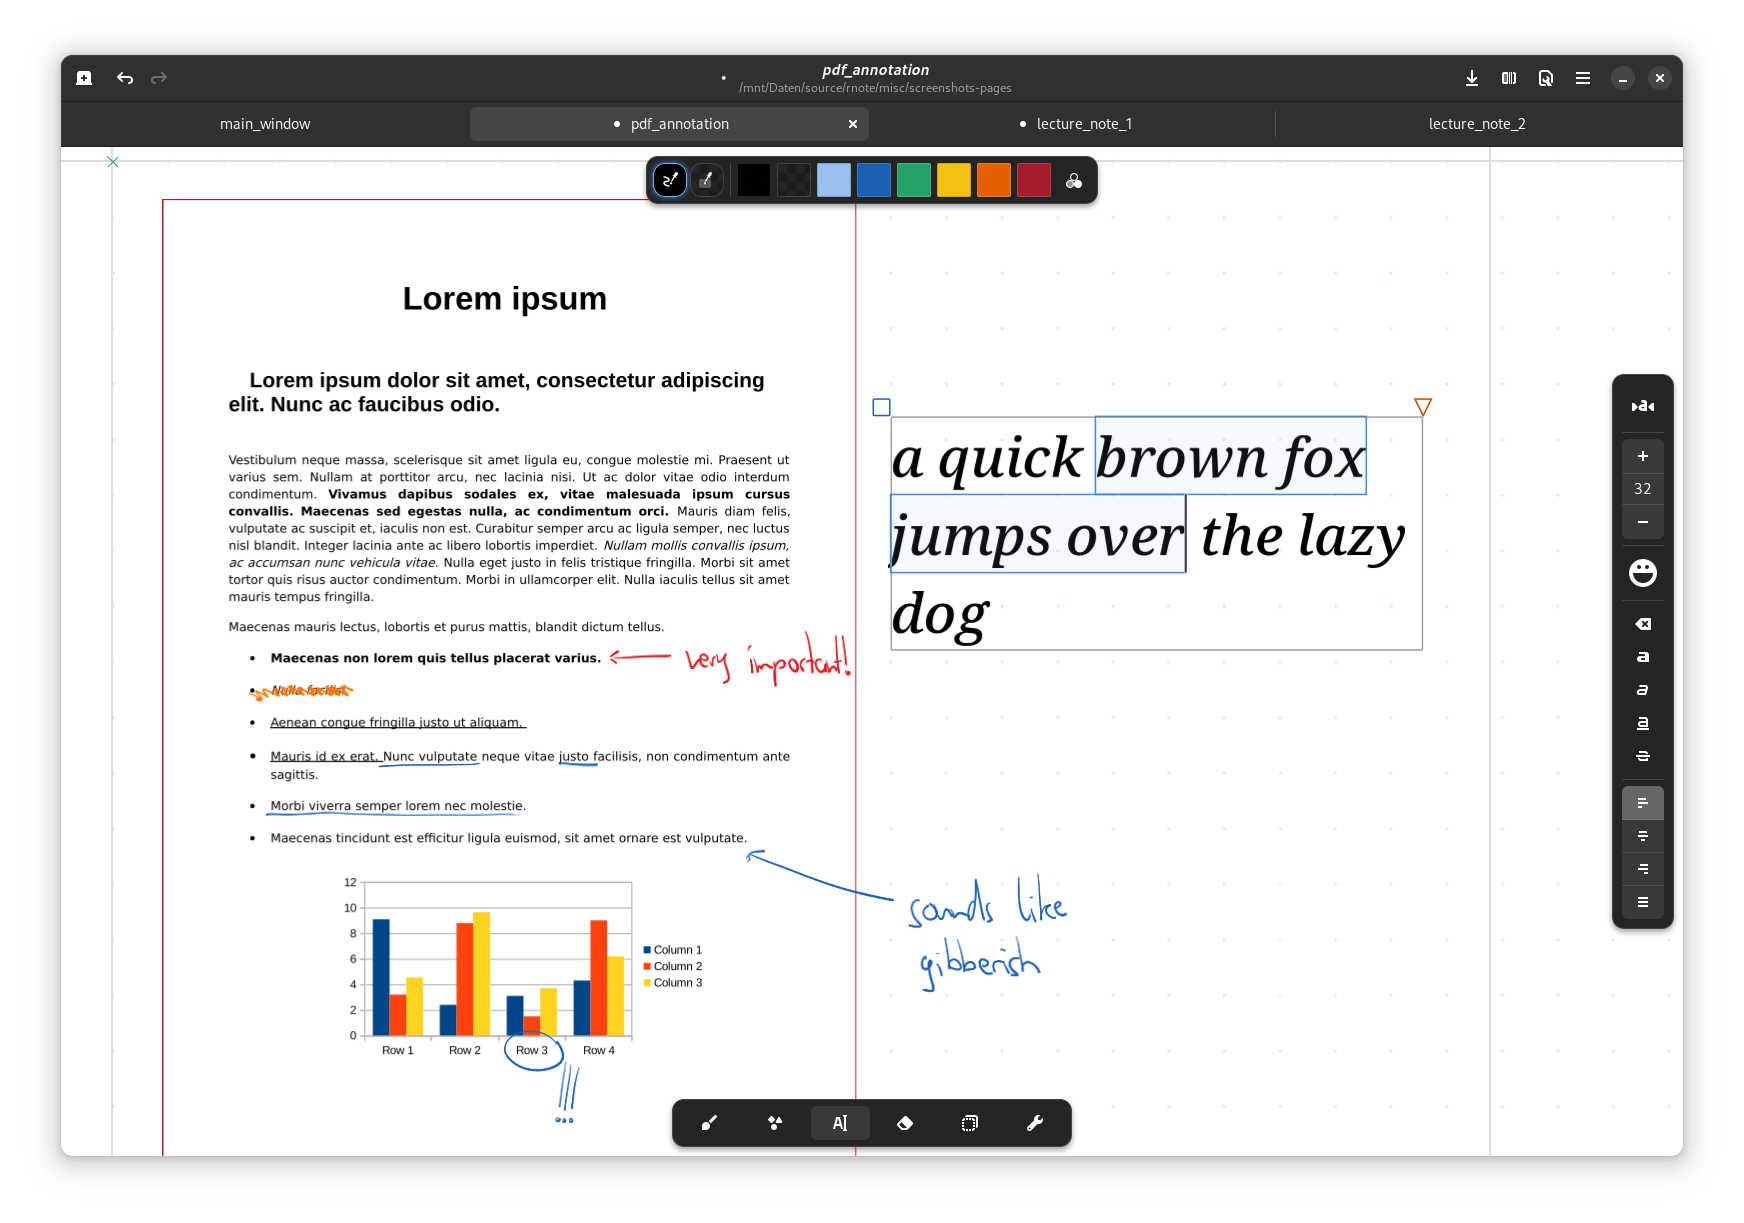 pdf_annotation
/mnt/Daten/source/rnote/misc/screenshots-pages
main_window
pdf_annotation
lecture_note_1
lecture_note_2
Lorem ipsum
Lorem ipsum dolor sit amet, consectetur adipiscing
elit. Nunc ac faucibus odio.
Vestibulum neque massa, scelerisque sit amet ligula eu, congue molestie mi. Praesent ut
varius sem. Nullam at porttitor arcu, nec lacinia nisi. Ut ac dolor vitae odio interdum
condimentum. Vivamus dapibus sodales ex, vitae malesuada ipsum cursus
convallis. Maecenas sed egestas nulla, ac condimentum orci. Mauris diam felis,
vulputate ac suscipit et, iaculis non est. Curabitur semper arcu ac ligula semper, nec luctus
nisl blandit. Integer lacinia ante ac libero lobortis imperdiet. Nullam mollis convallis ipsum,
ac accumsan nunc vehicula vitae. Nulla eget justo in felis tristique fringilla. Morbi sit amet
tortor quis risus auctor condimentum. Morbi in ullamcorper elit. Nulla iaculis tellus sit amet
mauris tempus fringilla.
Maecenas mauris lectus, lobortis et purus mattis, blandit dictum tellus.
• Maecenas non lorem quis tellus placerat varius.
very important!
• Nulla facilisi.
• Aenean congue fringilla justo ut aliquam.
• Mauris id ex erat. Nunc vulputate neque vitae justo facilisis, non condimentum ante
sagittis.
• Morbi viverra semper lorem nec molestie.
• Maecenas tincidunt est efficitur ligula euismod, sit amet ornare est vulputate.
sounds like
gibberish
12
10
8
6
4
2
0
Row 1 Row 2 Row 3 Row 4
Column 1
Column 2
Column 3
!!!
a quick brown fox
jumps over the lazy
dog
a
32
a
a
a
A